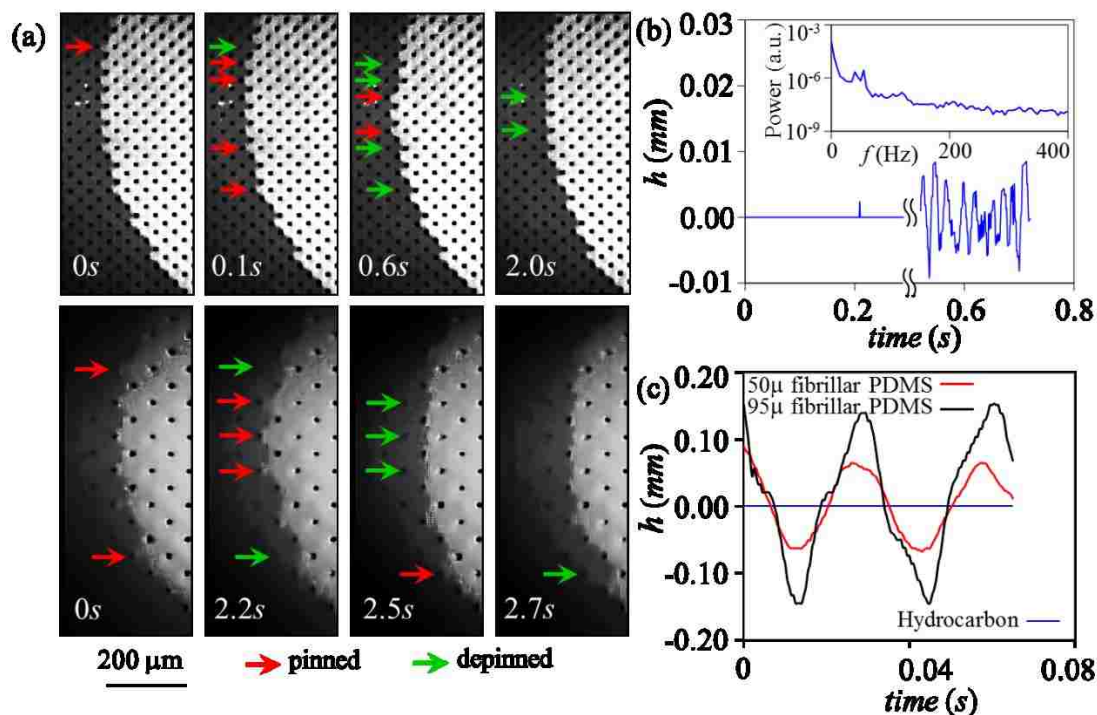 (a)
0s
0.1s
0.6s
2.0s
0s
2.2s
2.5s
2.7s
200 μm
pinned
depinned
(b)
0.03
0.02
0.01
0.00
-0.01
h (mm)
0
0.2
0.6
0.8
time (s)
10-3
10-6
10-9
Power (a.u.)
0
200
400
f (Hz)
(c)
0.20
0.10
0.00
-0.10
-0.20
h (mm)
50μ fibrillar PDMS
95μ fibrillar PDMS
Hydrocarbon
0
0.04
0.08
time (s)